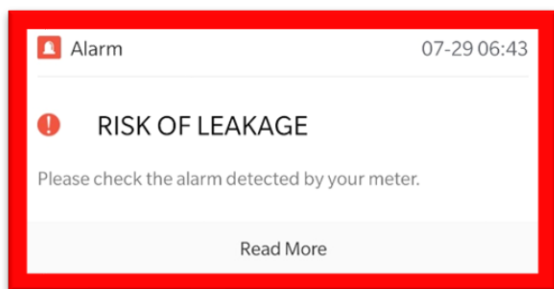 Alarm 07-29 06:43
RISK OF LEAKAGE
Please check the alarm detected by your meter.
Read More